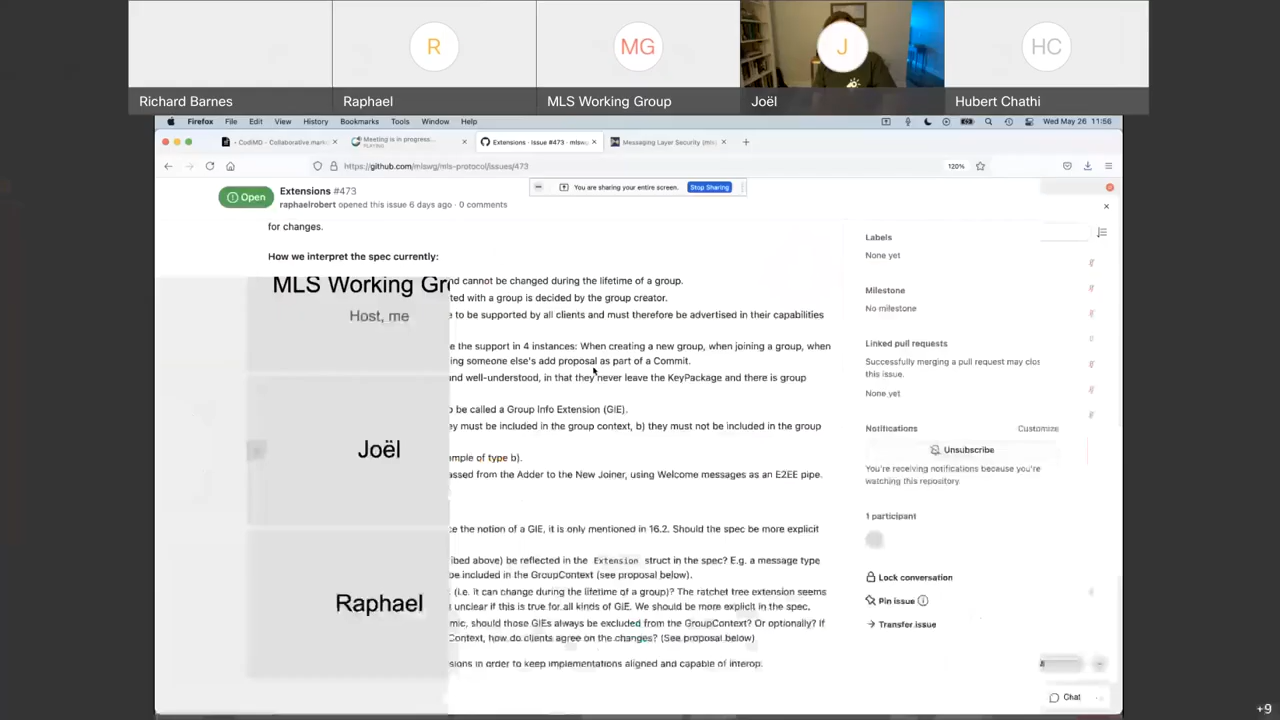 R
MG
J
HC
Richard Barnes
Raphael
MLS Working Group
Joël
Hubert Chathi
Firefox File Edit View History Bookmarks Tools Window Help
Wed May 26 11:56
CodiMD - Collaborative mark
Meeting is in progress...
PLAYING
Extensions · Issue #473 · mlsw
Messaging Layer Security (mls
https://github.com/mlswg/mls-protocol/issues/473
120%
Open
Extensions #473
raphaelrobert opened this issue 6 days ago · 0 comments
You are sharing your entire screen.
Stop Sharing
for changes.
How we interpret the spec currently:
nd cannot be changed during the lifetime of a group.
ted with a group is decided by the group creator.
e to be supported by all clients and must therefore be advertised in their capabilities
e the support in 4 instances: When creating a new group, when joining a group, when
ing someone else's add proposal as part of a Commit.
nd well-understood, in that they never leave the KeyPackage and there is group
o be called a Group Info Extension (GIE).
ey must be included in the group context, b) they must not be included in the group
mple of type b).
assed from the Adder to the New Joiner, using Welcome messages as an E2EE pipe.
ce the notion of a GIE, it is only mentioned in 16.2. Should the spec be more explicit
ibed above) be reflected in the Extension struct in the spec? E.g. a message type
be included in the GroupContext (see proposal below).
(i.e. it can change during the lifetime of a group)? The ratchet tree extension seems
unclear if this is true for all kinds of GIE. We should be more explicit in the spec.
mic, should those GIEs always be excluded from the GroupContext? Or optionally? If
Context, how do clients agree on the changes? (See proposal below)
sions in order to keep implementations aligned and capable of interop.
MLS Working Gr
Host, me
Joël
Raphael
Labels
None yet
Milestone
No milestone
Linked pull requests
Successfully merging a pull request may clos
this issue.
None yet
Notifications
Customize
Unsubscribe
You're receiving notifications because you're
watching this repository.
1 participant
Lock conversation
Pin issue
Transfer issue
Chat
+9